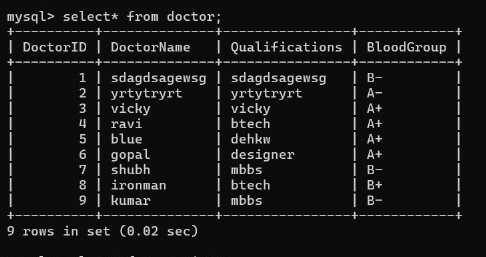 mysql> select* from doctor;
+----------+--------------+----------------+------------+
| DoctorID | DoctorName   | Qualifications | BloodGroup |
+----------+--------------+----------------+------------+
|        1 | sdagdsagewsg | sdagdsagewsg   | B-         |
|        2 | yrtytryrt    | yrtytryrt      | A-         |
|        3 | vicky        | vicky          | A+         |
|        4 | ravi         | btech          | A+         |
|        5 | blue         | dehkw          | A+         |
|        6 | gopal        | designer       | A+         |
|        7 | shubh        | mbbs           | B-         |
|        8 | ironman      | btech          | B+         |
|        9 | kumar        | mbbs           | B-         |
+----------+--------------+----------------+------------+
9 rows in set (0.02 sec)